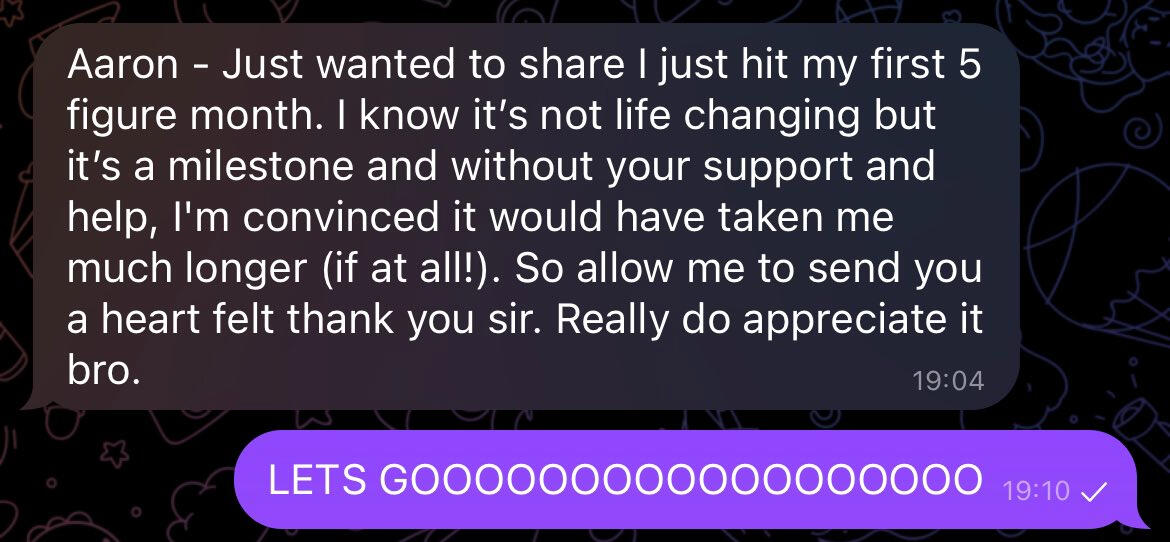 Aaron - Just wanted to share I just hit my first 5
figure month. I know it’s not life changing but
it’s a milestone and without your support and
help, I'm convinced it would have taken me
much longer (if at all!). So allow me to send you
a heart felt thank you sir. Really do appreciate it
bro.
19:04
LETS GOOOOOOOOOOOOOOOOOO
19:10